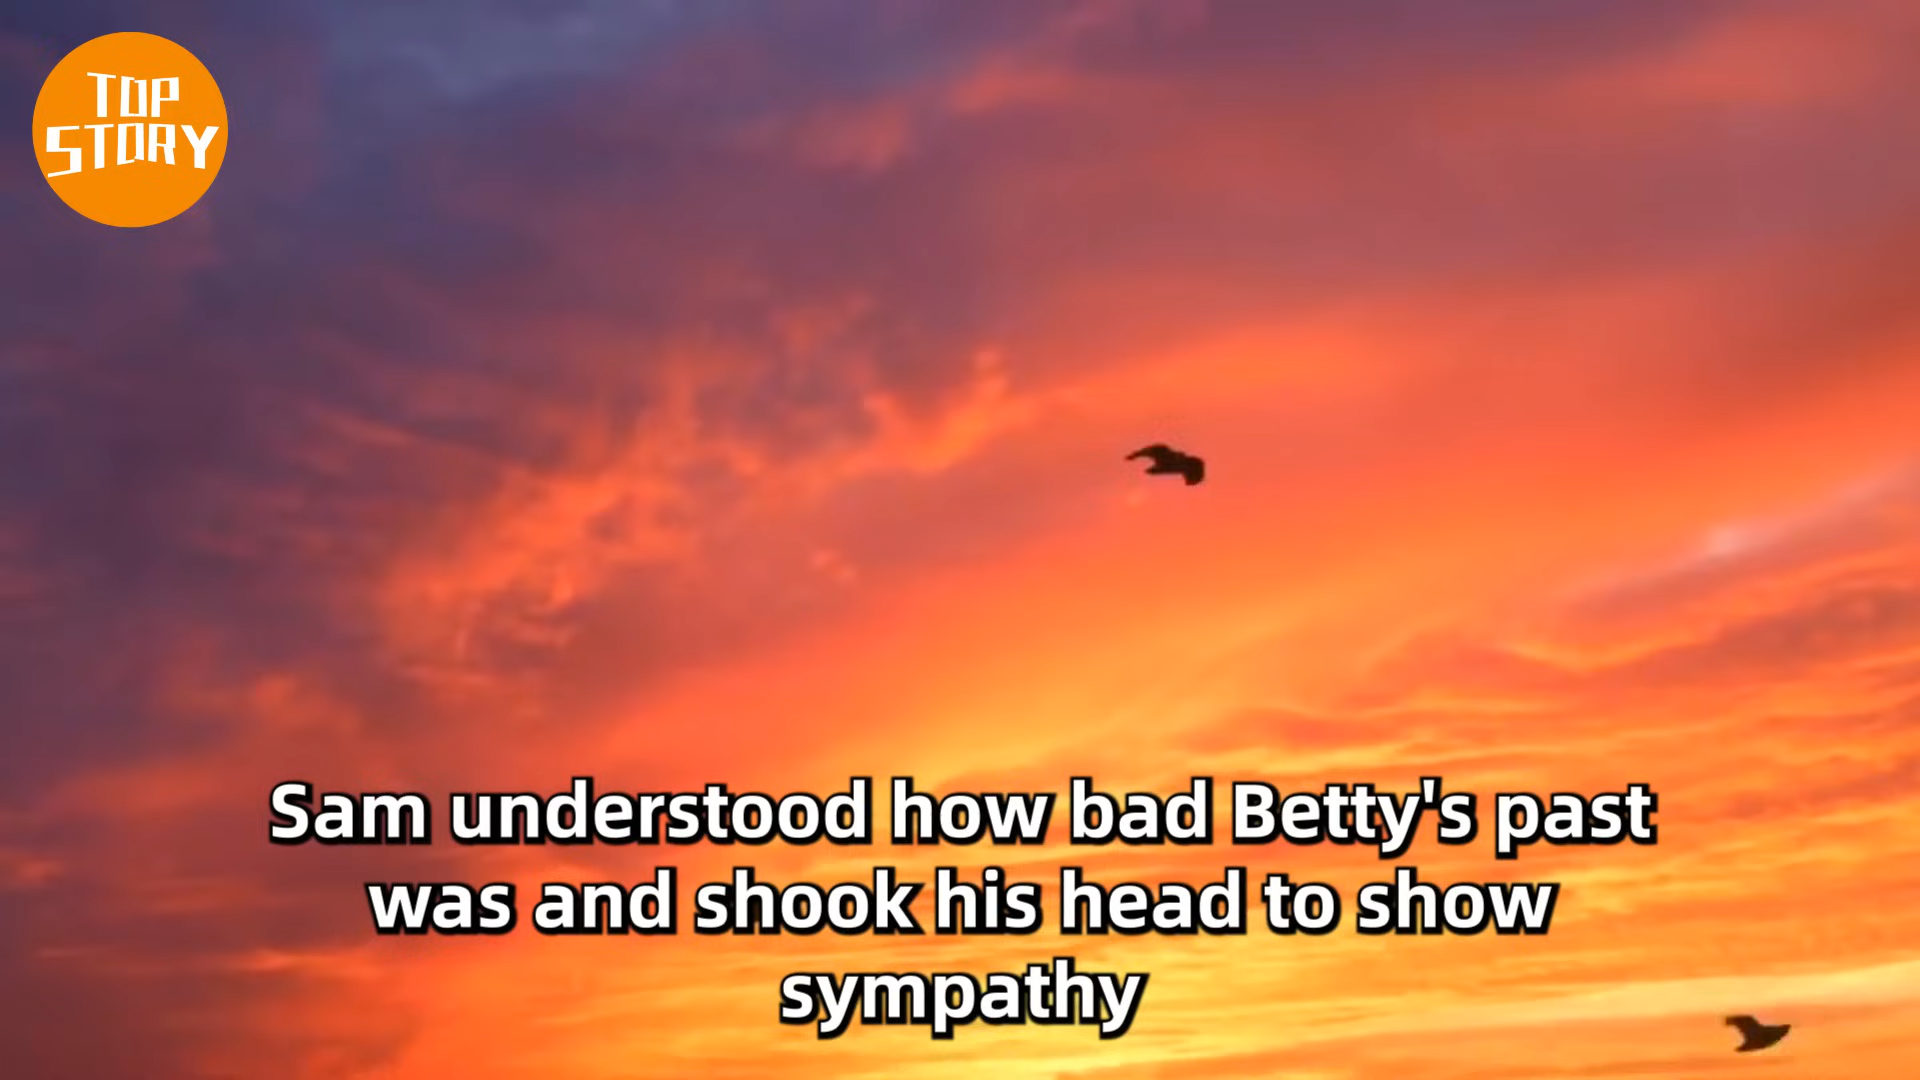 TOP
STORY
Sam understood how bad Betty's past
was and shook his head to show
sympathy